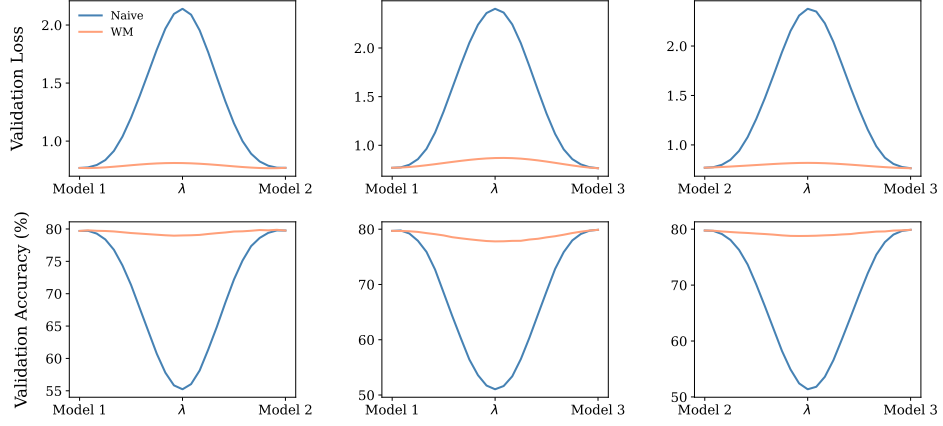 Validation Loss
2.0
1.5
1.0
Naive
WM
Model 1 λ Model 2
2.0
1.5
1.0
Model 1 λ Model 3
2.0
1.5
1.0
Model 2 λ Model 3
Validation Accuracy (%)
80
75
70
65
60
55
Model 1 λ Model 2
80
70
60
50
Model 1 λ Model 3
80
70
60
50
Model 2 λ Model 3